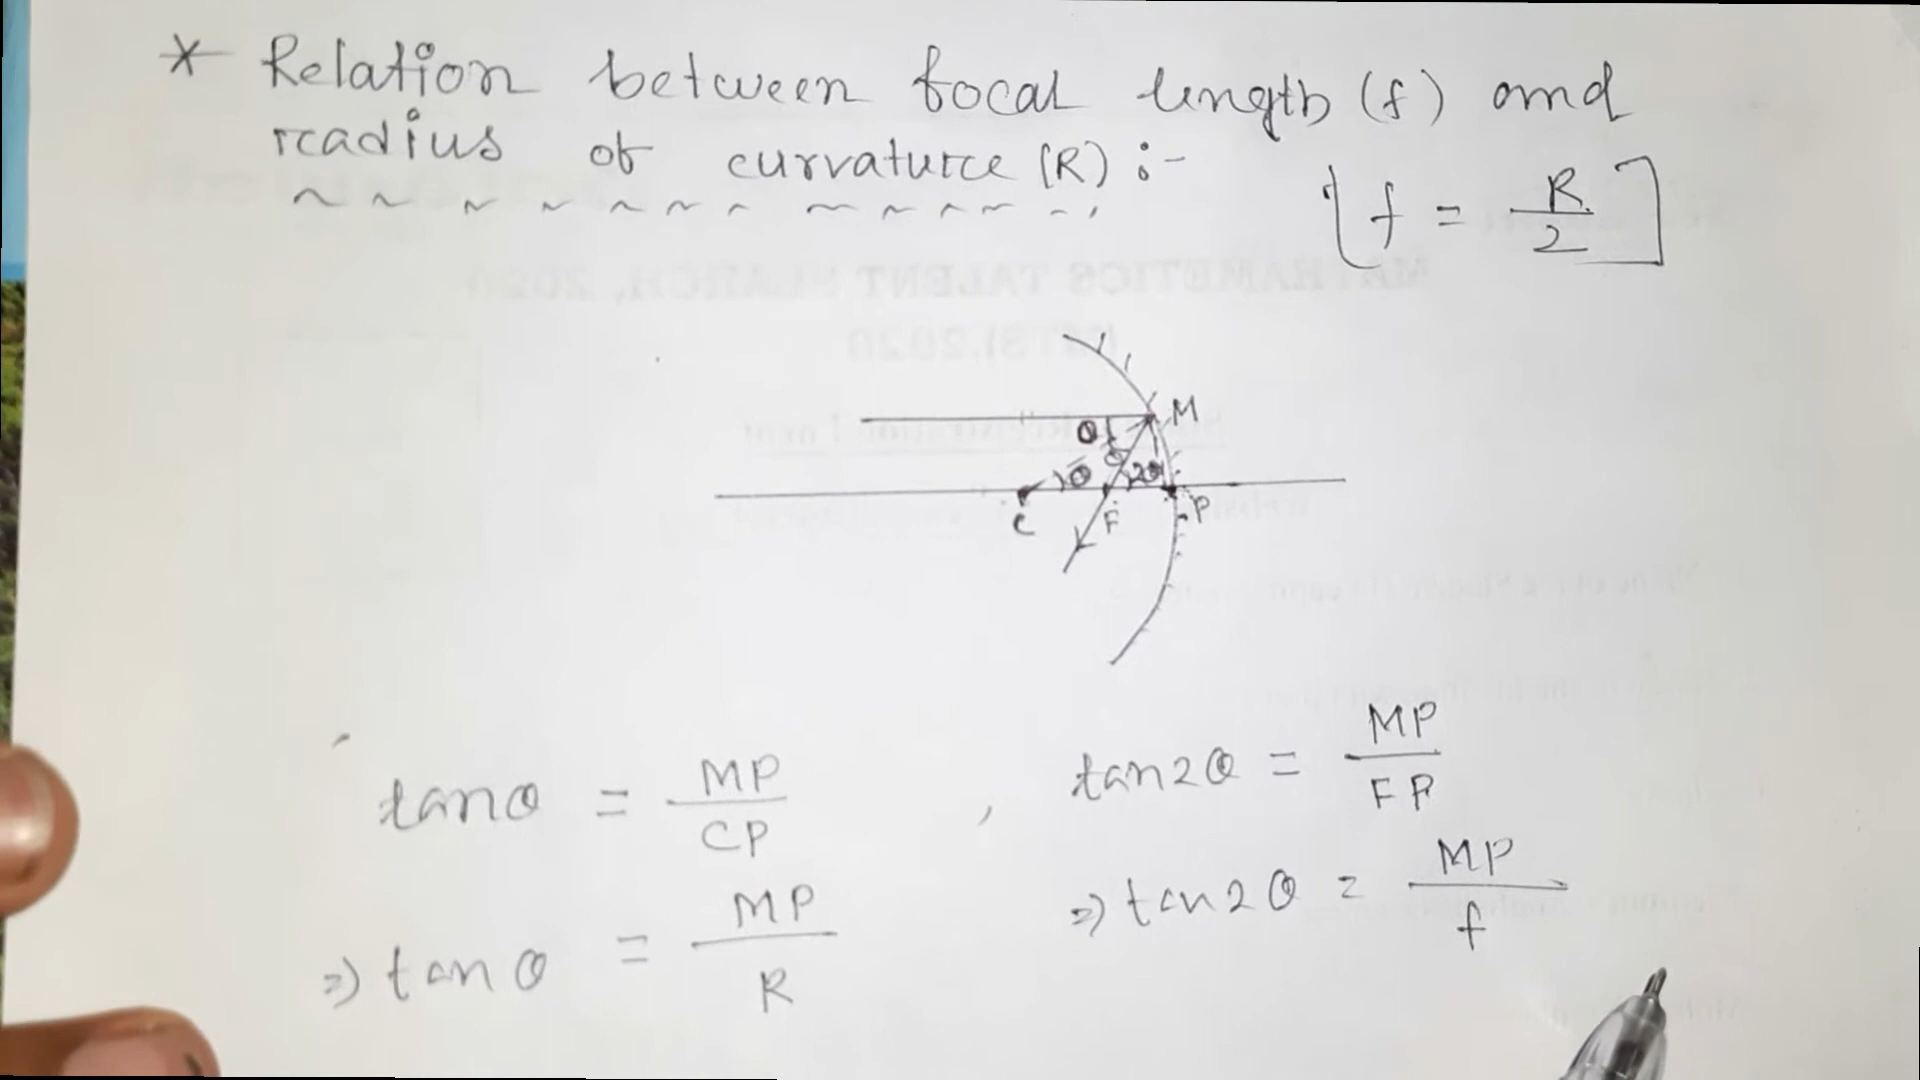 * Relation between focal length (f) and
radius of curvature (R) :-
[f = R/2]
M
θ
θ
θ
2θ
C
F
P
tanθ = MP/CP , tan2θ = MP/FP
⇒ tanθ = MP/R
⇒ tan2θ = MP/f